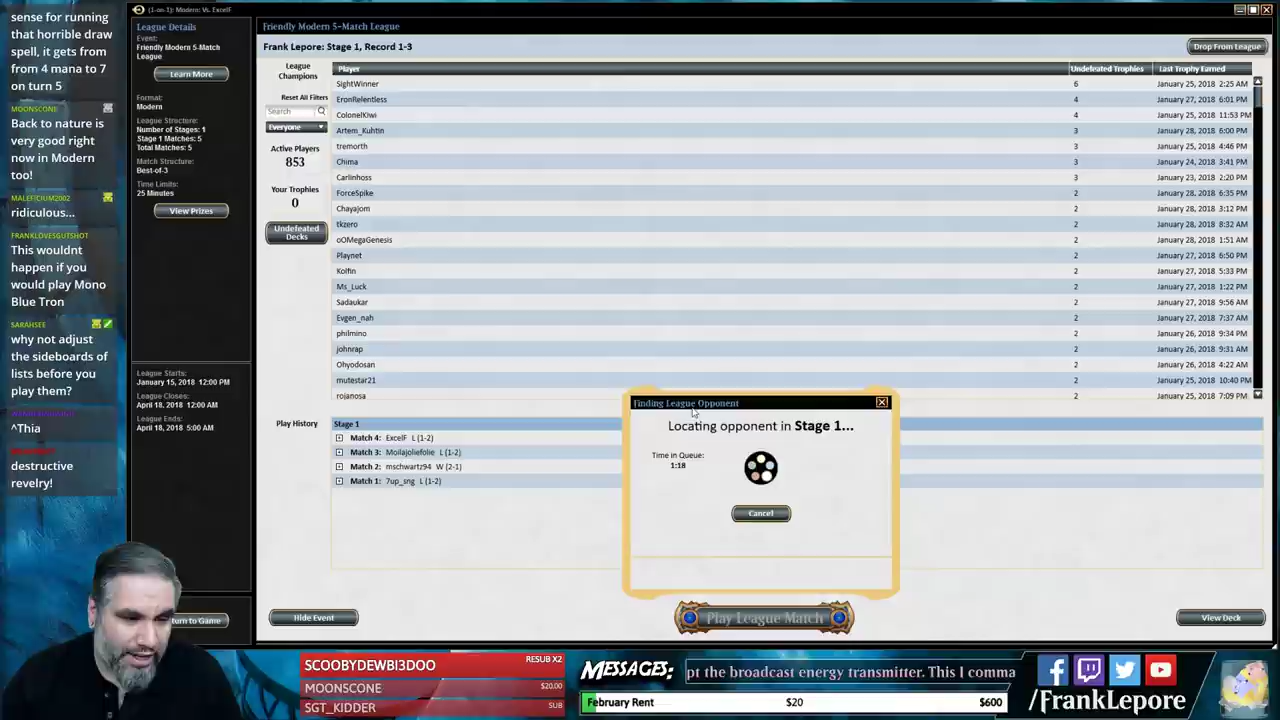 sense for running
that horrible draw
spell, it gets from
from 4 mana to 7
on turn 5
MOONSCONE
back to nature is
very good right
now in Modern
too!
MALEFICIUM2002
ridiculous...
FRANKLOVESGUTSHOT
This wouldnt
happen if you
would play Mono
Blue Tron
SARAHSEE
why not adjust
the sideboards of
lists before you
play them?
^Thia
destructive
revelry!
(1-on-1): Modern: Vs. ExcelF
League Details
Event:
Friendly Modern 5-Match
League
Learn More
Format:
Modern
League Structure:
Number of Stages: 1
Stage 1 Matches: 5
Total Matches: 5
Match Structure:
Best-of-3
Time Limits:
25 Minutes
View Prizes
League Starts:
January 15, 2018 12:00 PM
League Closes:
April 18, 2018 12:00 AM
League Ends:
April 18, 2018 5:00 AM
turn to Game
Friendly Modern 5-Match League
Frank Lepore: Stage 1, Record 1-3
Drop From League
League
Champions
Reset All Filters
Search
Everyone
Active Players
853
Your Trophies
0
Undefeated
Decks
Player Undefeated Trophies Last Trophy Earned
SightWinner 6 January 25, 2018 2:25 AM
EronRelentless 4 January 27, 2018 6:01 PM
ColonelKiwi 4 January 25, 2018 11:53 PM
Artem_Kuhtin 3 January 28, 2018 6:00 PM
tremorth 3 January 25, 2018 4:46 PM
Chima 3 January 24, 2018 3:41 PM
Carlinhoss 3 January 23, 2018 2:20 PM
ForceSpike 2 January 28, 2018 6:35 PM
Chayajom 2 January 28, 2018 3:12 PM
tkzero 2 January 28, 2018 8:32 AM
oOMegaGenesis 2 January 28, 2018 1:51 AM
Playnet 2 January 27, 2018 6:50 PM
Kolfin 2 January 27, 2018 5:33 PM
Ms_Luck 2 January 27, 2018 1:22 PM
Sadaukar 2 January 27, 2018 9:56 AM
Evgen_nah 2 January 27, 2018 7:37 AM
philmino 2 January 26, 2018 9:34 PM
johnrap 2 January 26, 2018 9:31 AM
Ohyodosan 2 January 26, 2018 4:22 AM
mutestar21 2 January 25, 2018 10:40 PM
rojanosa 2 January 25, 2018 7:09 PM
Play History
Stage 1
Match 4: ExcelF L (1-2)
Match 3: Moilajoliefolie L (1-2)
Match 2: mschwartz94 W (2-1)
Match 1: 7up_sng L (1-2)
Finding League Opponent
Locating opponent in Stage 1...
Time in Queue:
1:18
Cancel
Hide Event
Play League Match
View Deck
SCOOBYDEWBI3DOO RESUB X2
MOONSCONE $20.00
SGT_KIDDER SUB
MESSAGES:
pt the broadcast energy transmitter. This I comma
February Rent $20 $600
/FrankLepore